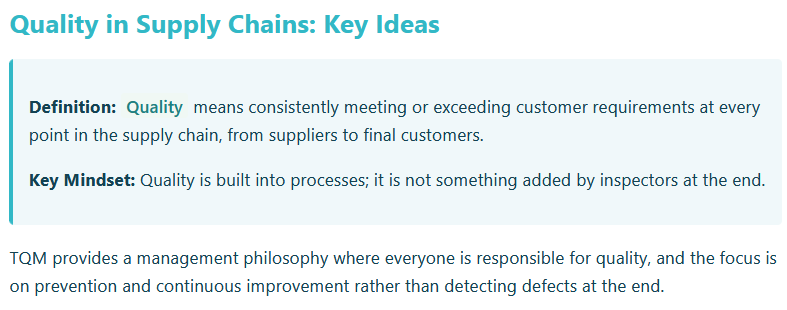 Quality in Supply Chains: Key Ideas
Definition: Quality means consistently meeting or exceeding customer requirements at every
point in the supply chain, from suppliers to final customers.
Key Mindset: Quality is built into processes; it is not something added by inspectors at the end.
TQM provides a management philosophy where everyone is responsible for quality, and the focus is
on prevention and continuous improvement rather than detecting defects at the end.